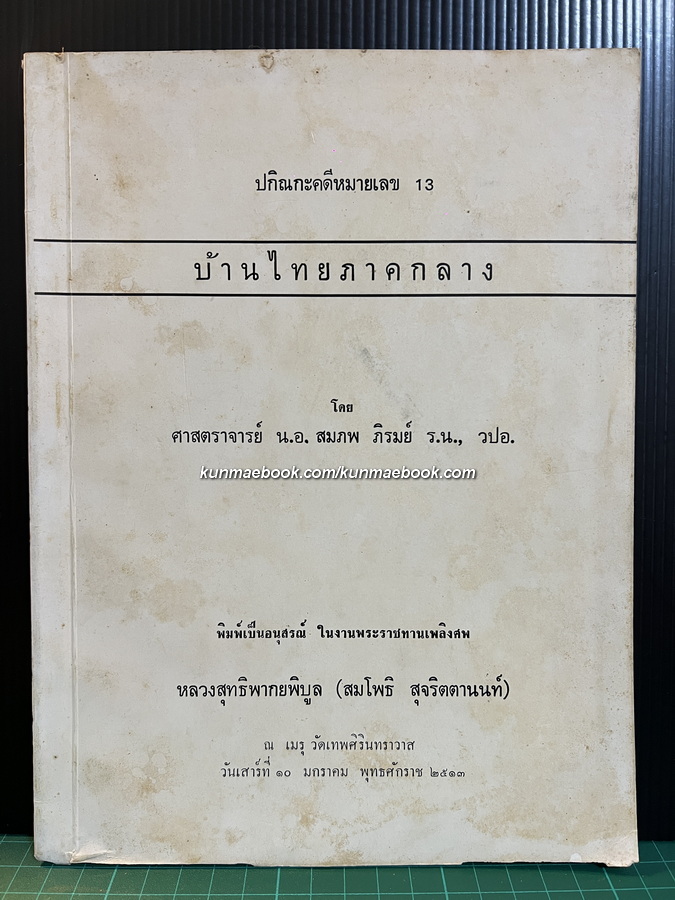 ปกิณกะคดีหมายเลข 13
บ้านไทยภาคกลาง
โดย
ศาสตราจารย์ น.อ. สมภพ ภิรมย์ ร.น., วปอ.
kunmaebook.com/kunmaebook.com
พิมพ์เป็นอนุสรณ์ ในงานพระราชทานเพลิงศพ
หลวงสุทธิพากยพิบูล (สมโพธิ สุจริตตานนท์)
ณ เมรุ วัดเทพศิรินทราวาส
วันเสาร์ที่ ๑๐ มกราคม พุทธศักราช ๒๕๑๓